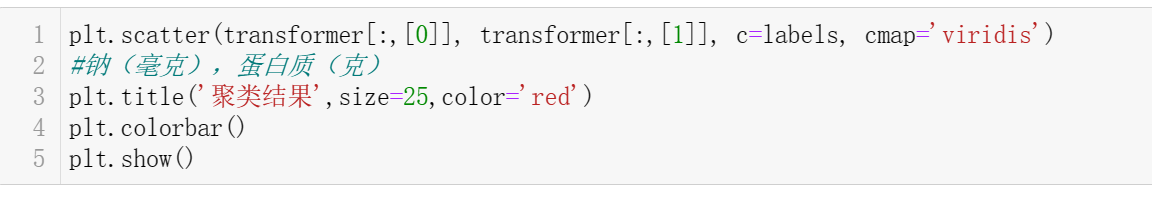 1 plt.scatter(transformer[:,[0]], transformer[:,[1]], c=labels, cmap='viridis')
2 #钠（毫克），蛋白质（克）
3 plt.title('聚类结果',size=25,color='red')
4 plt.colorbar()
5 plt.show()